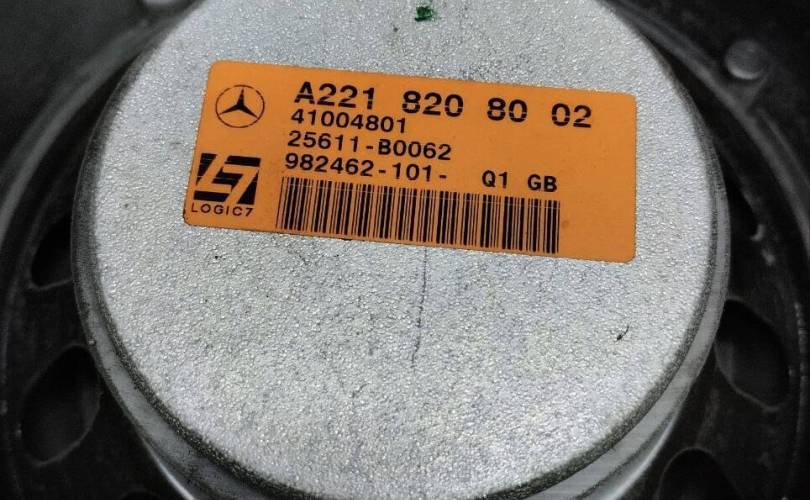 A221 820 80 02
41004801
25611-B0062
982462-101- Q1 GB
LOGIC7